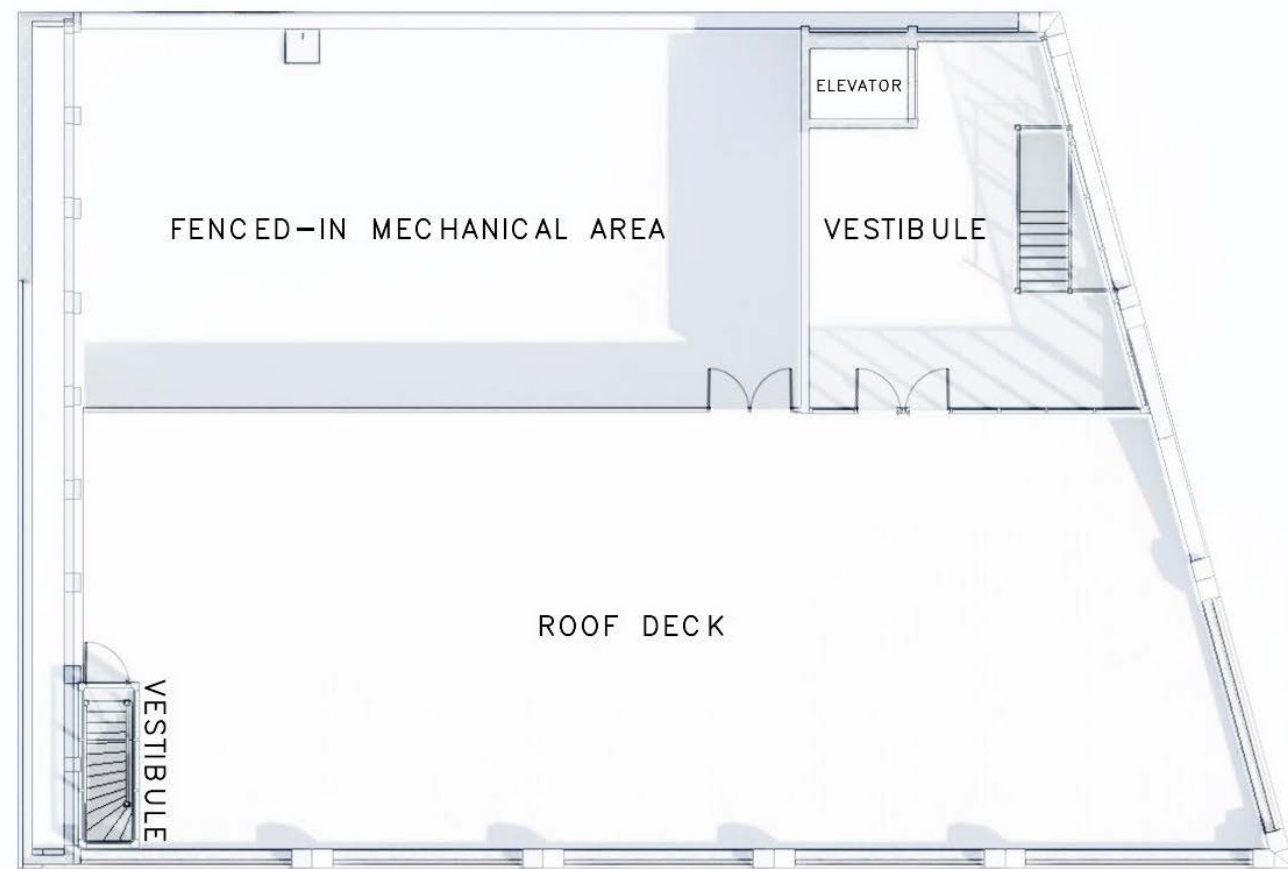 ELEVATOR
FENCED-IN MECHANICAL AREA
VESTIBULE
ROOF DECK
VESTIBULE